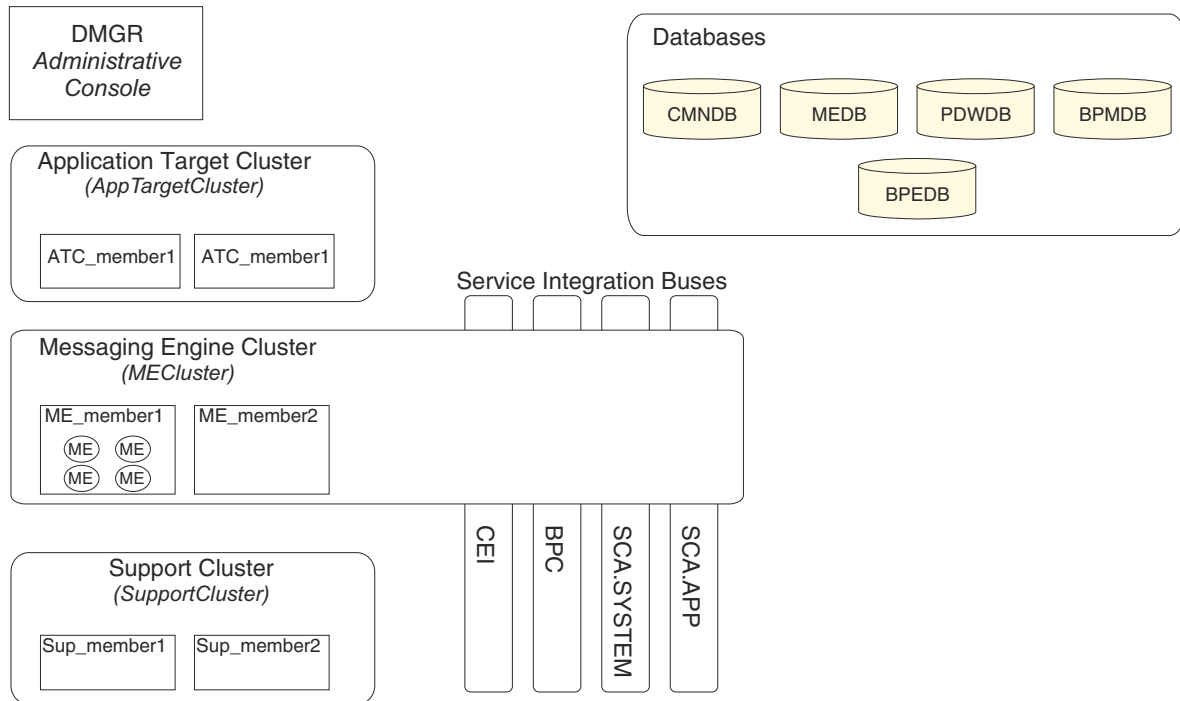 DMGR
Administrative
Console
Databases
CMNDB
MEDB
PDWDB
BPMDB
BPEDB
Application Target Cluster
(AppTargetCluster)
ATC_member1
ATC_member1
Service Integration Buses
Messaging Engine Cluster
(MECluster)
ME_member1
ME_member2
ME
ME
ME
ME
CEI
BPC
SCA.SYSTEM
SCA.APP
Support Cluster
(SupportCluster)
Sup_member1
Sup_member2